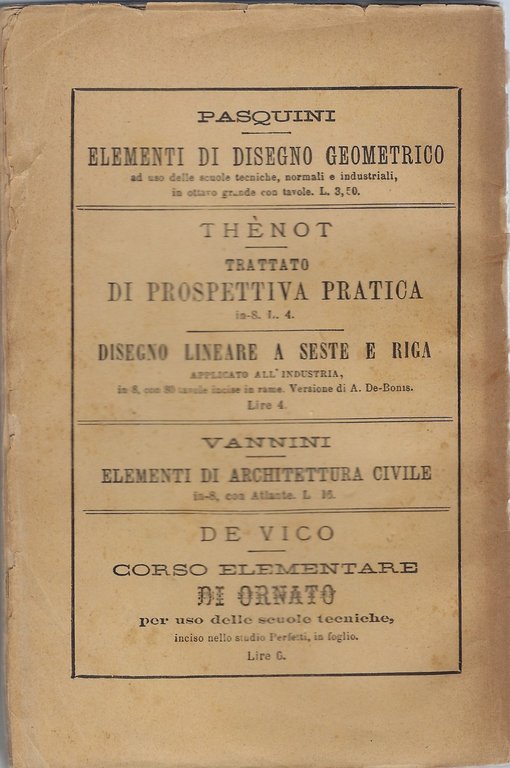 PASQUINI
ELEMENTI DI DISEGNO GEOMETRICO
ad uso delle scuole tecniche, normali e industriali,
in ottavo grande con tavole. L. 3,50.
THÈNOT
TRATTATO
DI PROSPETTIVA PRATICA
in-8. L. 4.
DISEGNO LINEARE A SESTE E RIGA
APPLICATO ALL'INDUSTRIA,
in 8, con 80 tavole incise in rame. Versione di A. De-Bonis.
Lire 4.
VANNINI
ELEMENTI DI ARCHITETTURA CIVILE
in-8, con Atlante. L. 16.
DE VICO
CORSO ELEMENTARE
DI ORNATO
per uso delle scuole tecniche,
inciso nello studio Perfetti, in foglio.
Lire 6.